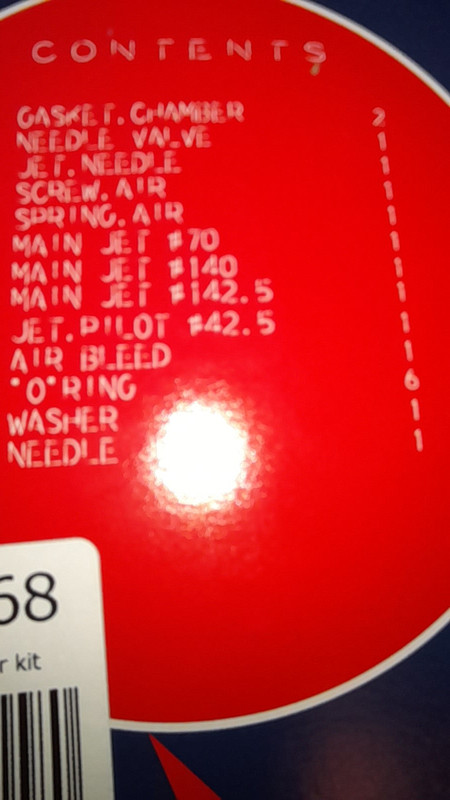 CONTENTS
GASKET, CHAMBER 2
NEEDLE VALVE 1
JET, NEEDLE 1
SCREW, AIR 1
SPRING, AIR 1
MAIN JET #70 1
MAIN JET #140 1
MAIN JET #142.5 1
JET, PILOT #42.5 1
AIR BLEED 1
"O" RING 6
WASHER 1
NEEDLE 1
68
r kit